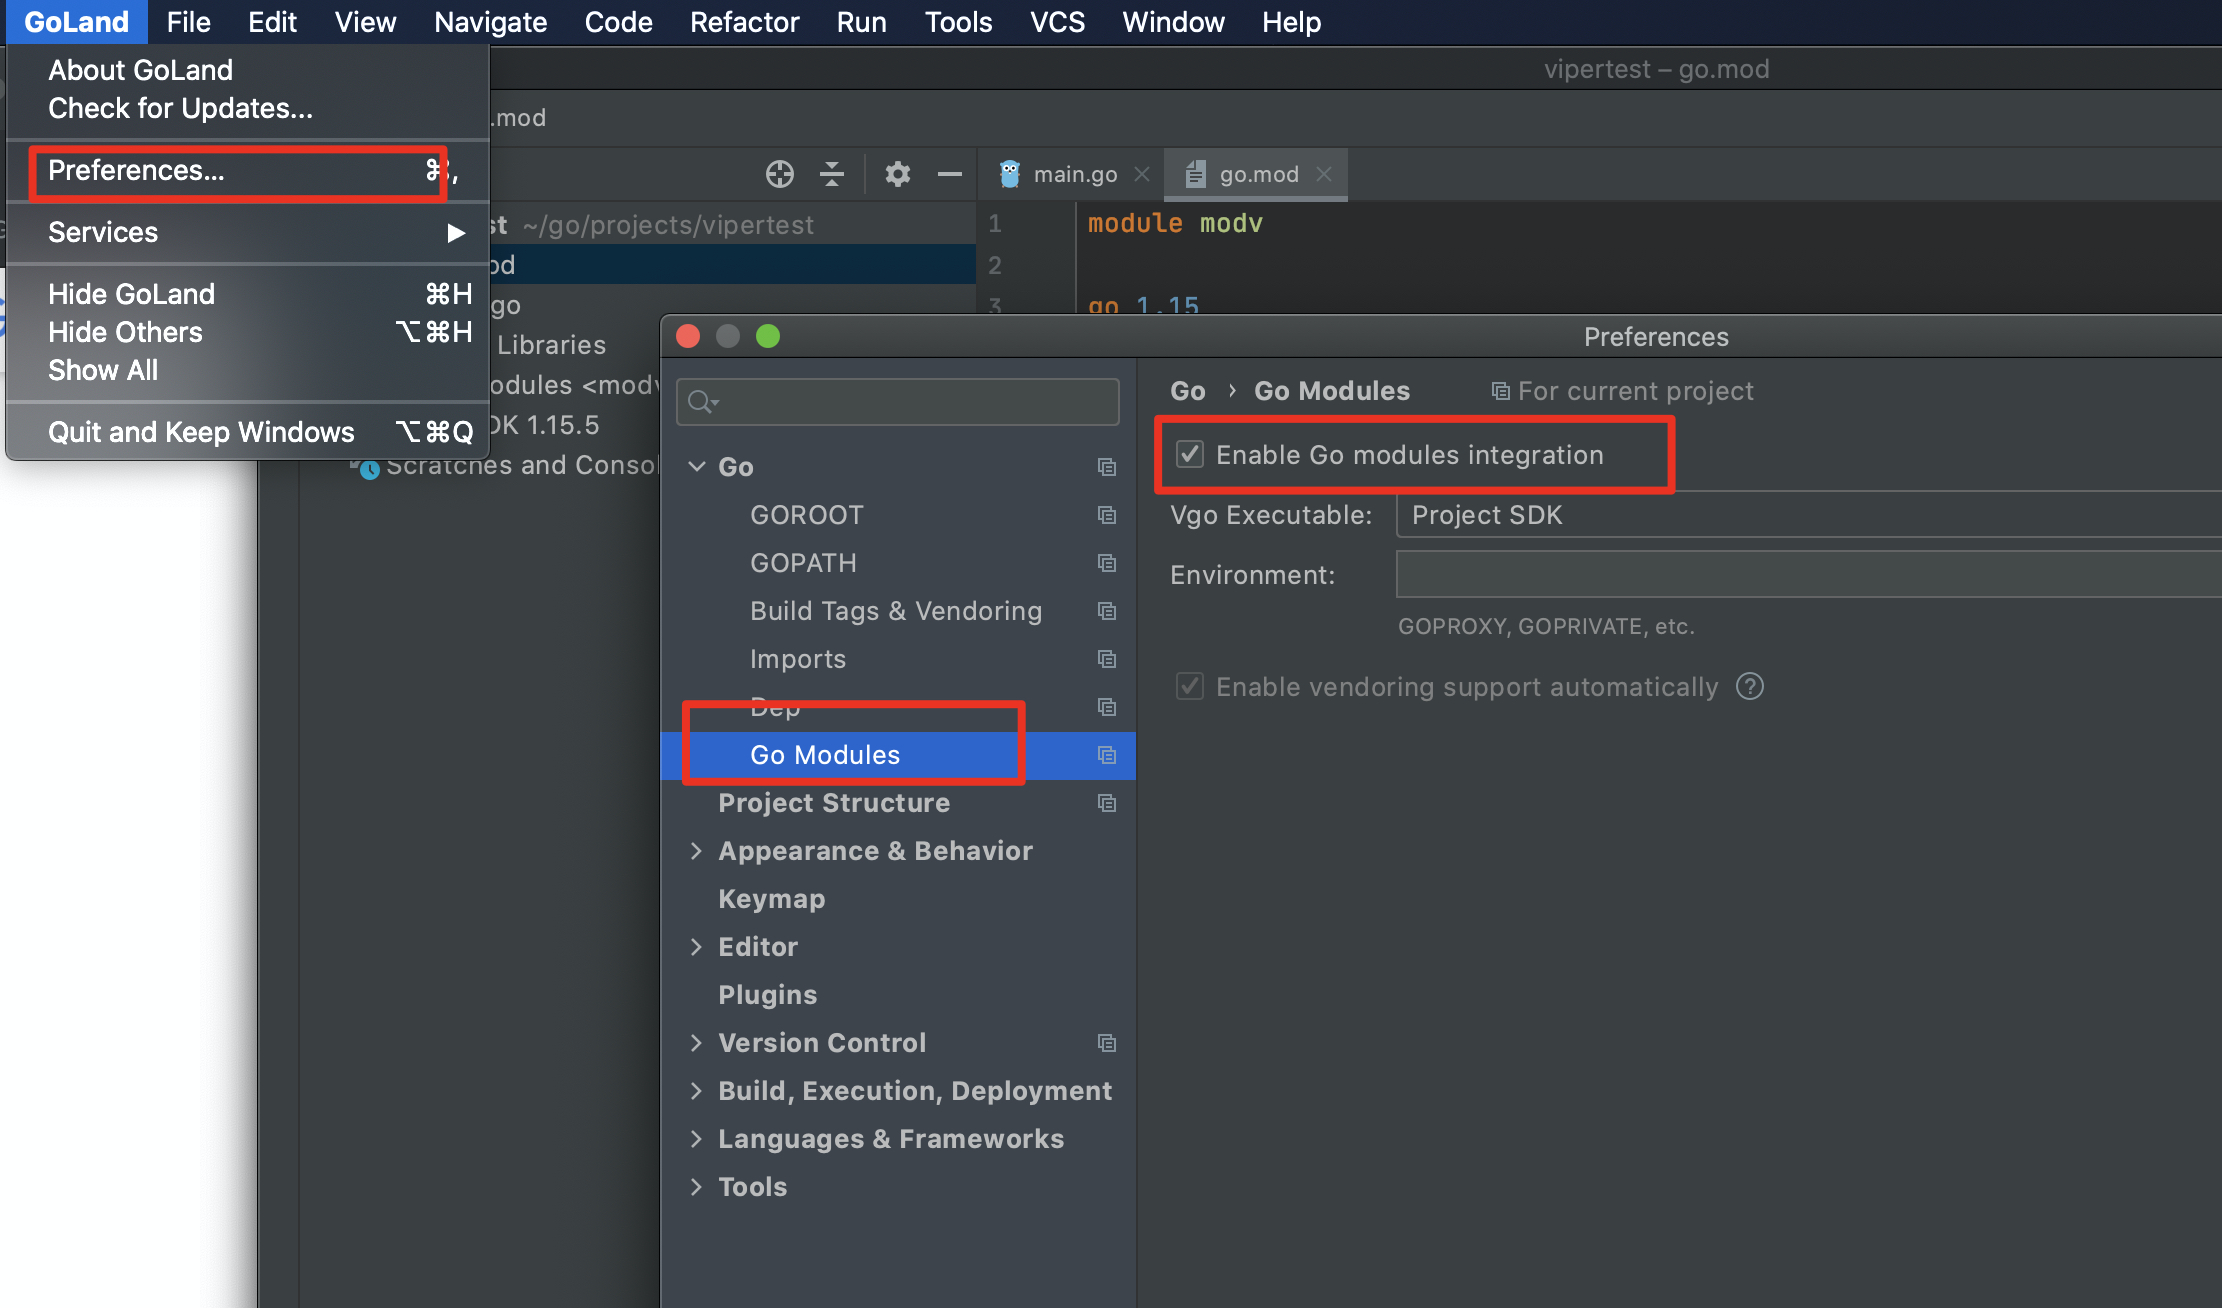 GoLand File Edit View Navigate Code Refactor Run Tools VCS Window Help
About GoLand
Check for Updates...
Preferences... ⌘,
Services
Hide GoLand ⌘H
Hide Others ⌥⌘H
Show All
Quit and Keep Windows ⌥⌘Q
vipertest – go.mod
.mod
main.go
go.mod
st ~/go/projects/vipertest
od
go
Libraries
odules <modv
DK 1.15.5
Scratches and Consol
1 module modv
2
3 go 1.15
Preferences
Go
GOROOT
GOPATH
Build Tags & Vendoring
Imports
Dep
Go Modules
Project Structure
Appearance & Behavior
Keymap
Editor
Plugins
Version Control
Build, Execution, Deployment
Languages & Frameworks
Tools
Go › Go Modules For current project
Enable Go modules integration
Vgo Executable: Project SDK
Environment:
GOPROXY, GOPRIVATE, etc.
Enable vendoring support automatically ?